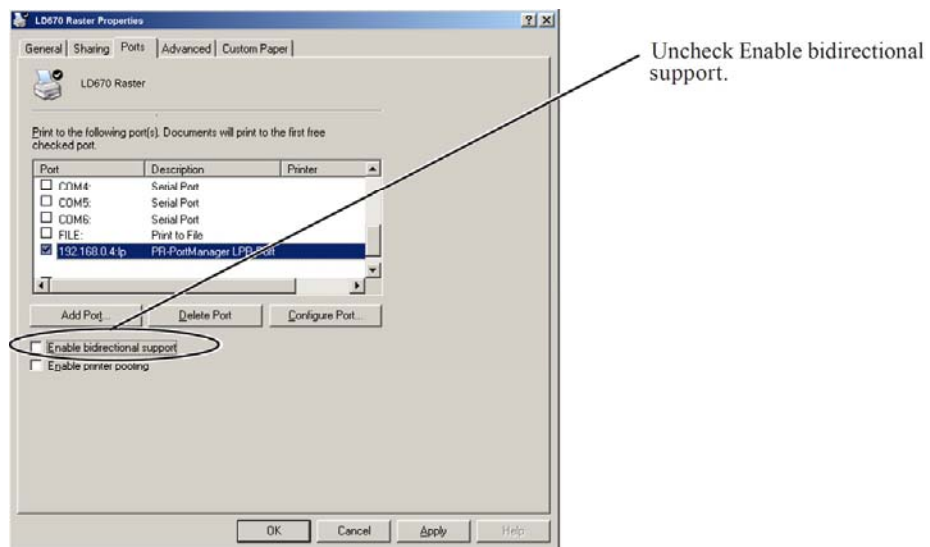 LD670 Raster Properties
General Sharing Ports Advanced Custom Paper
Uncheck Enable bidirectional
support.
LD670 Raster
Print to the following port(s). Documents will print to the first free
checked port.
Port Description Printer
COM4: Serial Port
COM5: Serial Port
COM6: Serial Port
FILE: Print to File
192.168.0.4:lp PR-PortManager LPR_Port
Add Port... Delete Port Configure Port...
Enable bidirectional support
Enable printer pooling
OK Cancel Apply Help